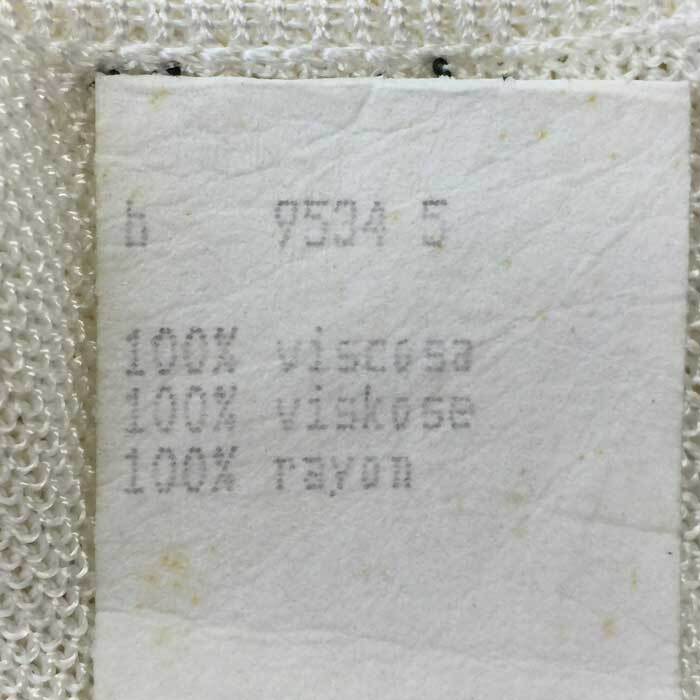 b 9534 5
100% viscosa
100% viskose
100% rayon